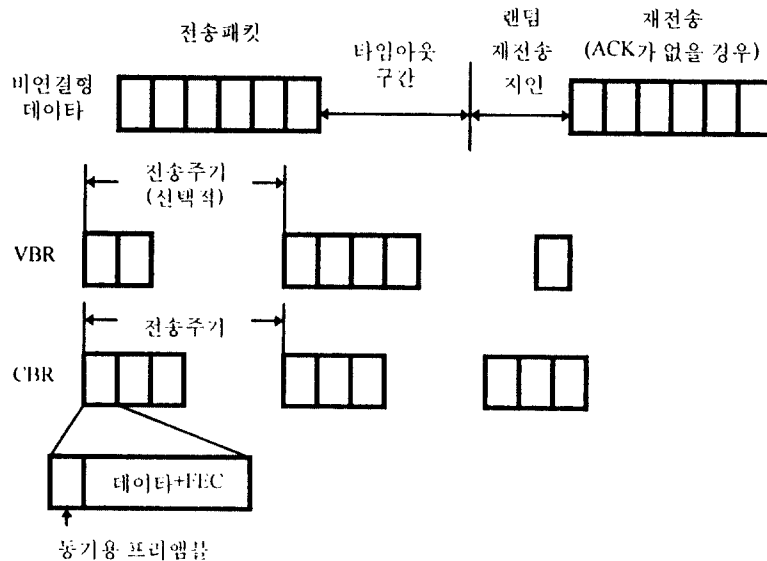 전송패킷
타임아웃
구간
랜덤
재전송
지연
재전송
(ACK가 없을 경우)
비연결형
데이타
전송주기
(선택적)
VBR
전송주기
CBR
데이타+FEC
동기용 프리앰블